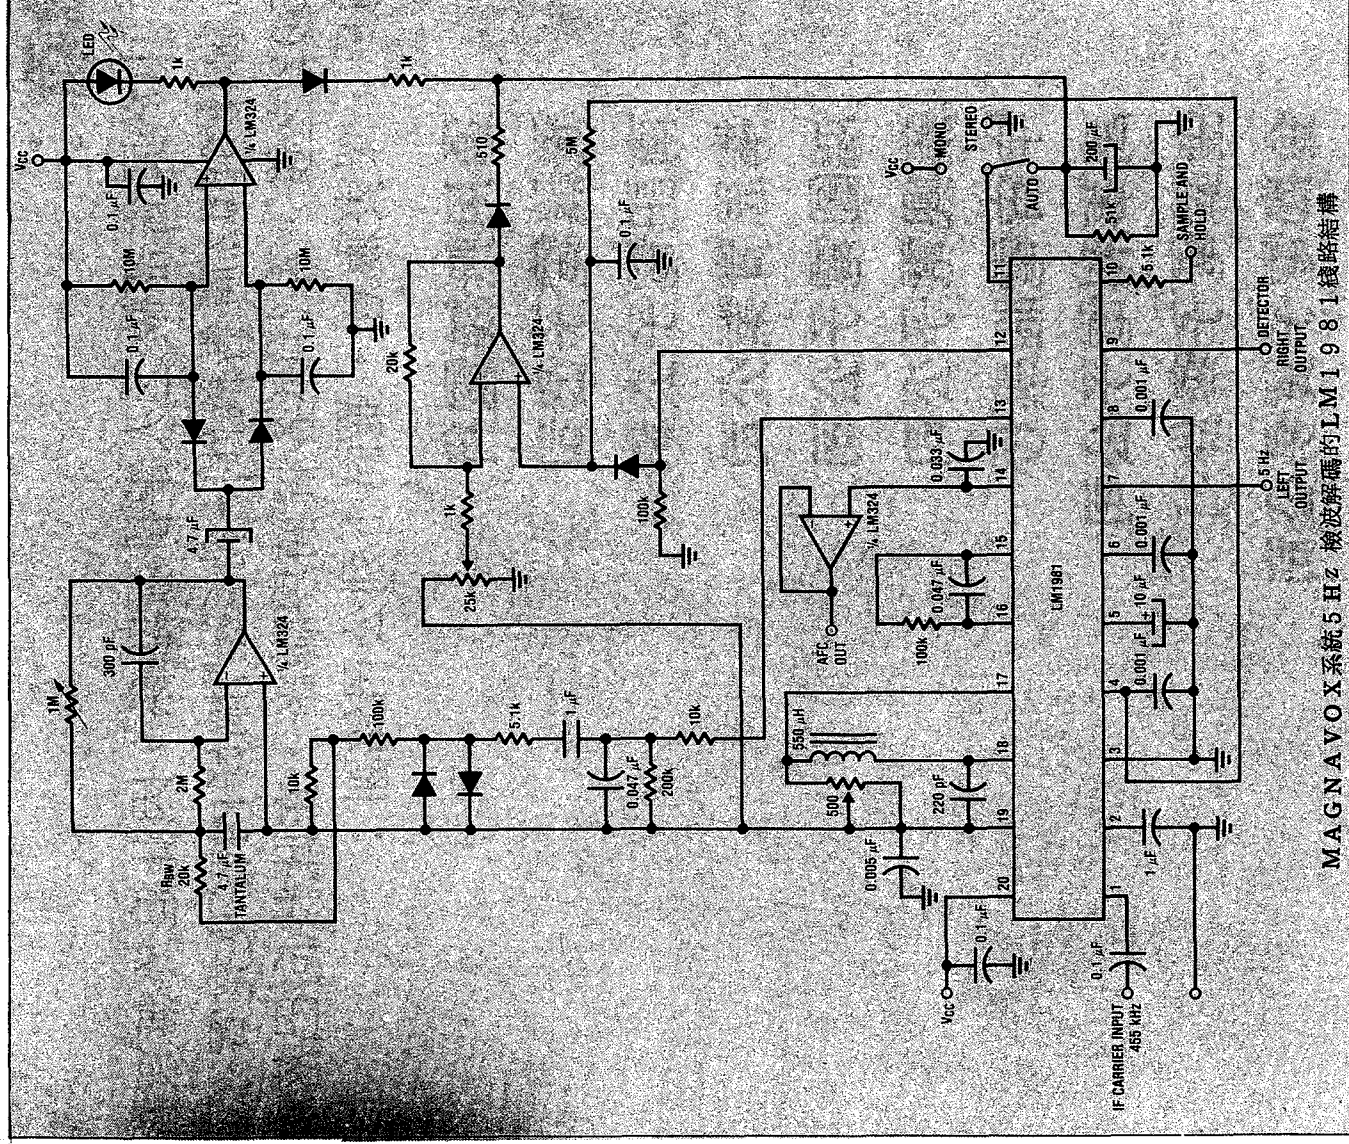 LED
1k
VCC
0.1 µF
¼ LM324
+
−
10M
10M
0.1 µF
0.1 µF
4.7 µF
1M
300 pF
¼ LM324
−
+
2M
RBW
20k
4.7 µF
TANTALUM
10k
100k
5.1k
1 µF
0.047 µF
200k
10k
1k
510
5M
0.1 µF
20k
¼ LM324
−
+
1k
25k
100k
VCC
MONO
STEREO
AUTO
200 µF
51k
SAMPLE AND
HOLD
5.1k
AFC
OUT
−
+
¼ LM324
0.033 µF
0.047 µF
100k
550 µH
500
220 pF
0.005 µF
VCC
0.1 µF
LM1981
20
19
18
17
16
15
14
13
12
11
1
2
3
4
5
6
7
8
9
10
IF CARRIER INPUT
455 kHz
0.1 µF
1 µF
0.001 µF
+
10 µF
0.001 µF
0.001 µF
5 Hz
LEFT
OUTPUT
DETECTOR
RIGHT
OUTPUT
MAGNAVOX系統5 Hz 檢波解碼的LM1981綫路結構